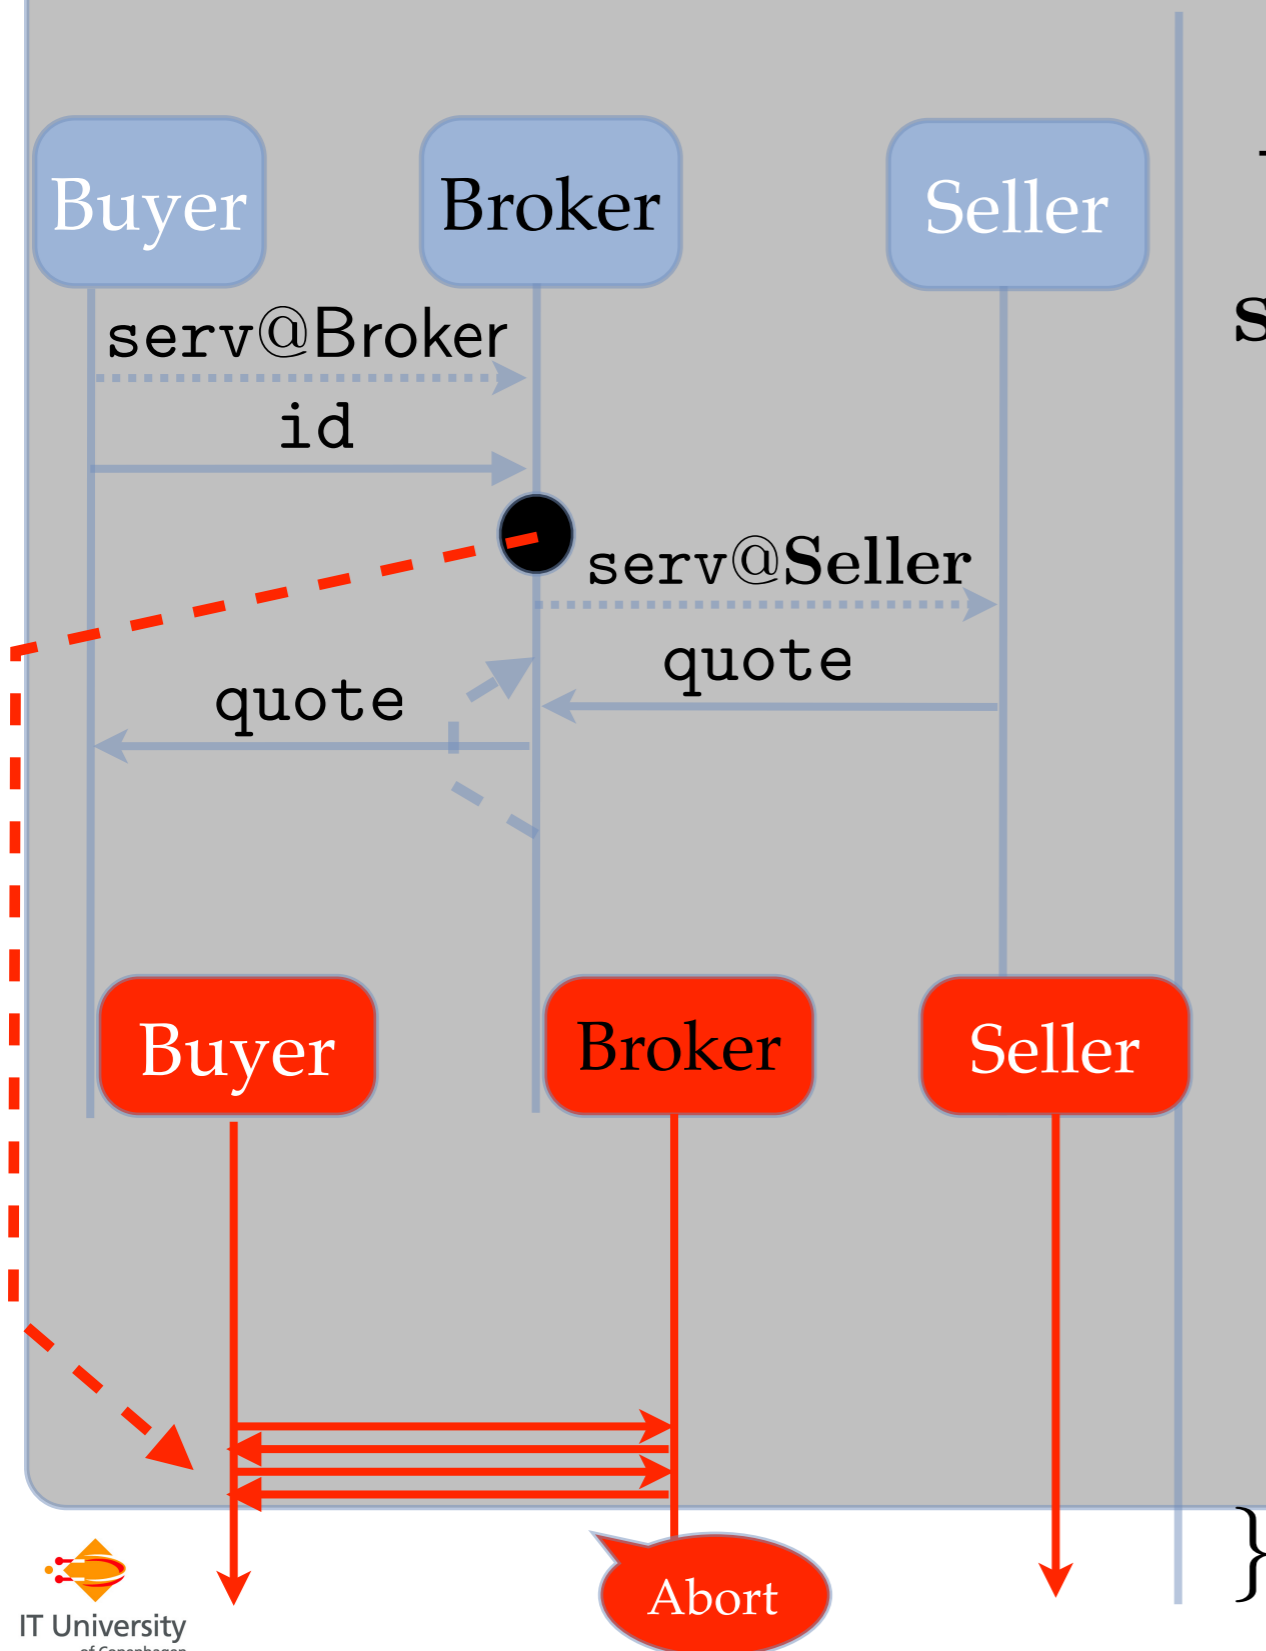 Buyer
Broker
Seller
serv@Broker
id
serv@Seller
quote
quote
Buyer
Broker
Seller
}
Abort
IT University